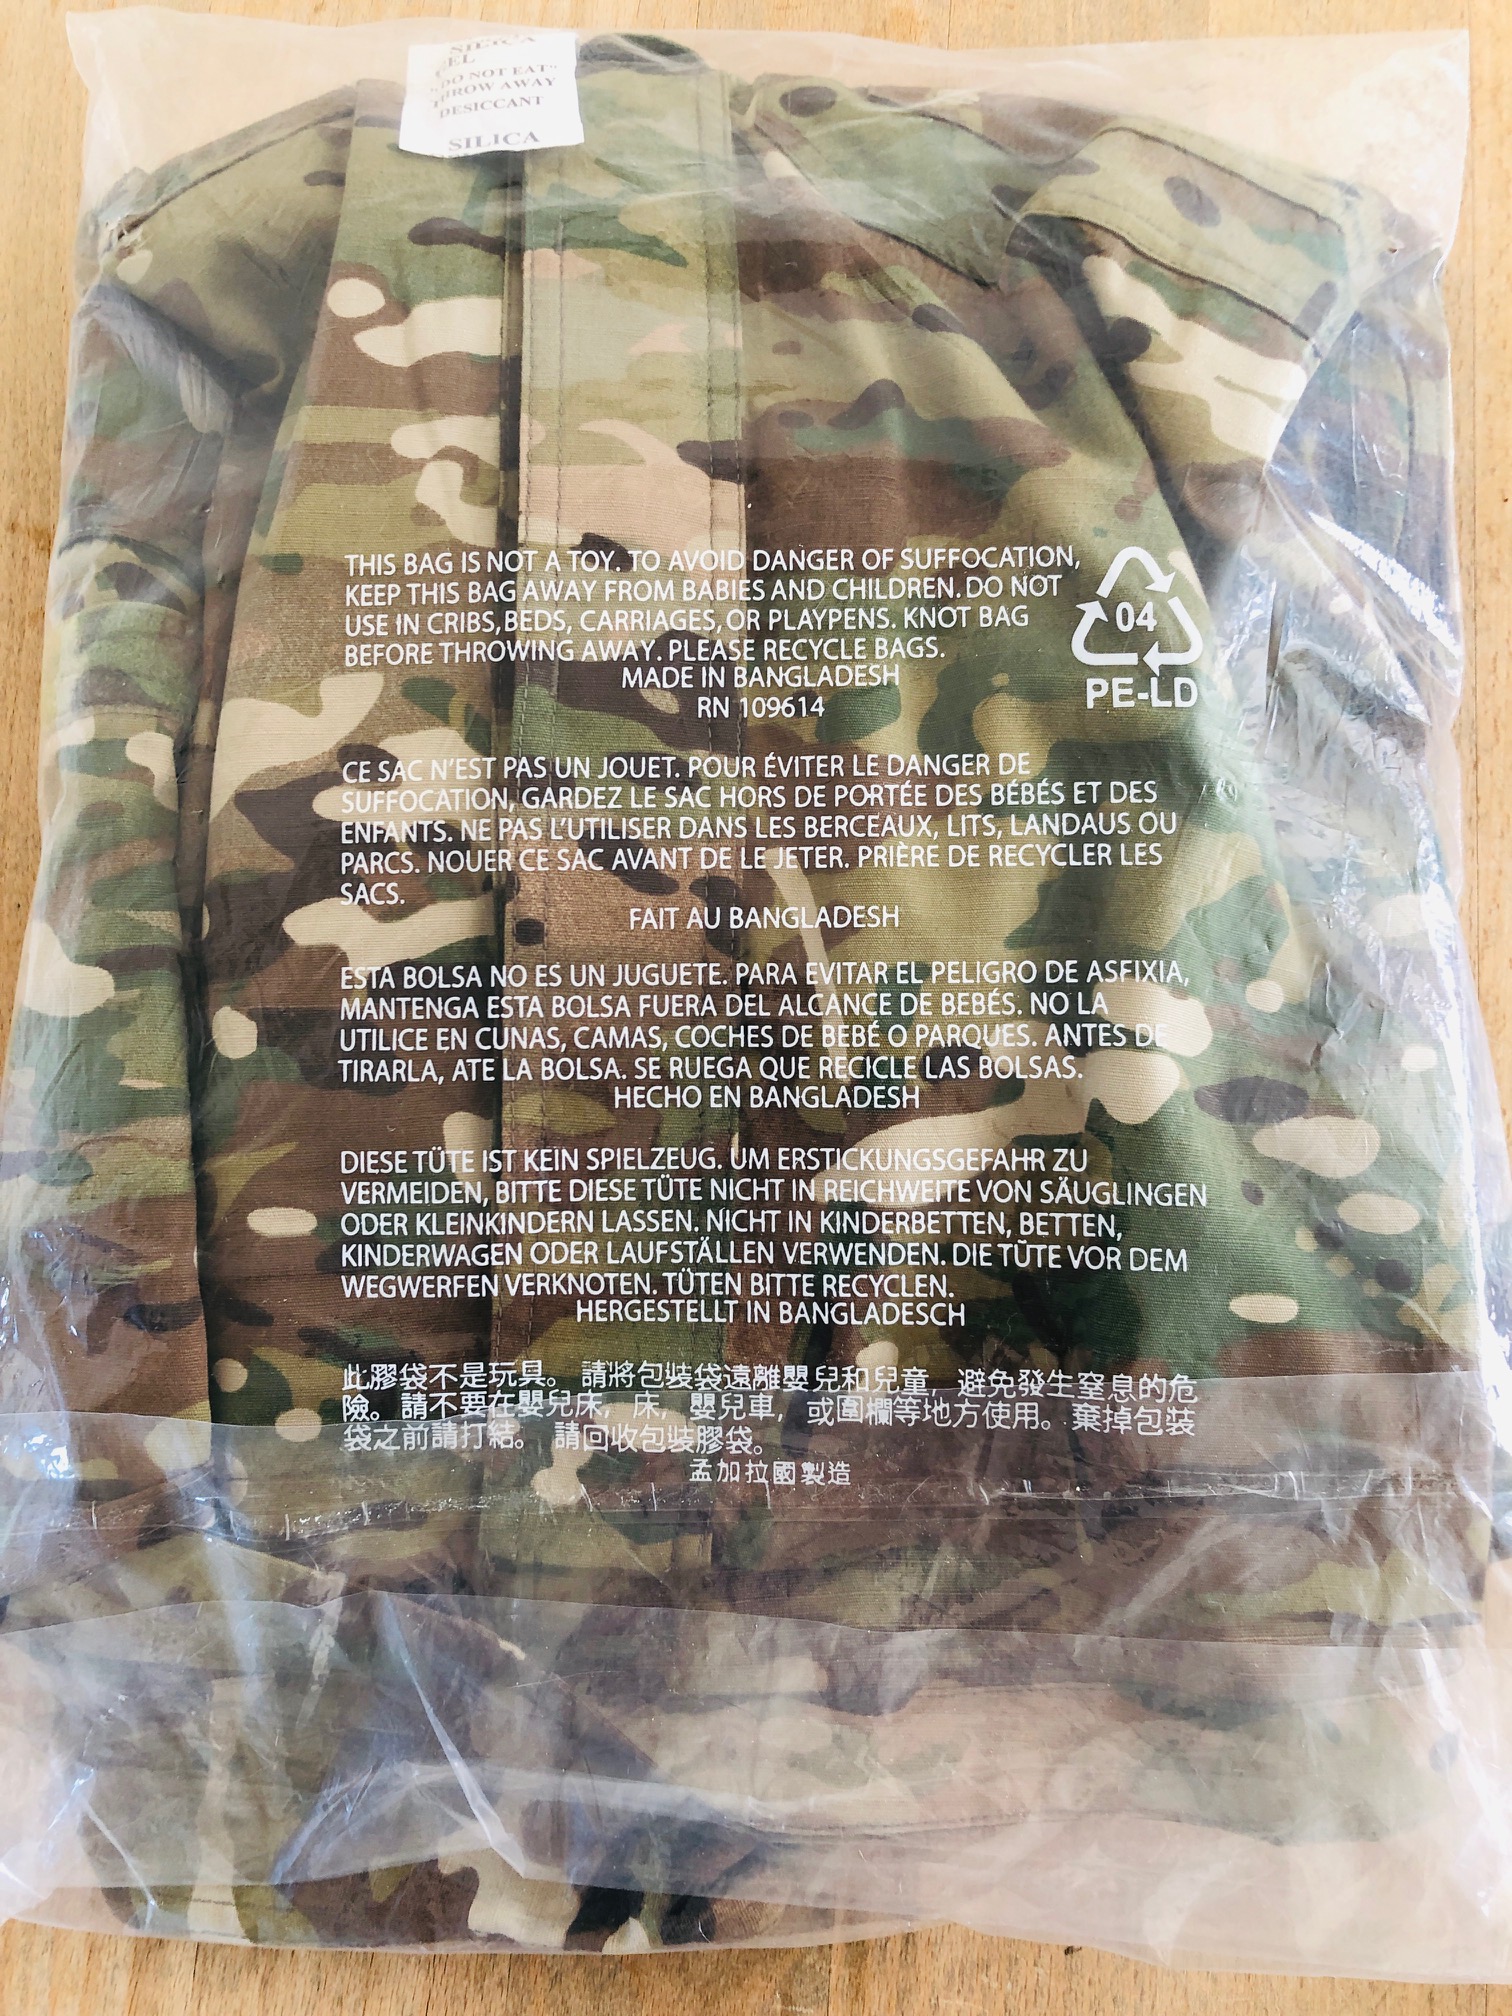 SILICA
"DO NOT EAT"
THROW AWAY
DESICCANT
SILICA
THIS BAG IS NOT A TOY. TO AVOID DANGER OF SUFFOCATION,
KEEP THIS BAG AWAY FROM BABIES AND CHILDREN. DO NOT
USE IN CRIBS, BEDS, CARRIAGES, OR PLAYPENS. KNOT BAG
BEFORE THROWING AWAY. PLEASE RECYCLE BAGS.
MADE IN BANGLADESH
RN 109614
04
PE-LD
CE SAC N'EST PAS UN JOUET. POUR ÉVITER LE DANGER DE
SUFFOCATION, GARDEZ LE SAC HORS DE PORTÉE DES BÉBÉS ET DES
ENFANTS. NE PAS L'UTILISER DANS LES BERCEAUX, LITS, LANDAUS OU
PARCS. NOUER CE SAC AVANT DE LE JETER. PRIÈRE DE RECYCLER LES
SACS.
FAIT AU BANGLADESH
ESTA BOLSA NO ES UN JUGUETE. PARA EVITAR EL PELIGRO DE ASFIXIA,
MANTENGA ESTA BOLSA FUERA DEL ALCANCE DE BEBÉS. NO LA
UTILICE EN CUNAS, CAMAS, COCHES DE BEBÉ O PARQUES. ANTES DE
TIRARLA, ATE LA BOLSA. SE RUEGA QUE RECICLE LAS BOLSAS.
HECHO EN BANGLADESH
DIESE TÜTE IST KEIN SPIELZEUG. UM ERSTICKUNGSGEFAHR ZU
VERMEIDEN, BITTE DIESE TÜTE NICHT IN REICHWEITE VON SÄUGLINGEN
ODER KLEINKINDERN LASSEN. NICHT IN KINDERBETTEN, BETTEN,
KINDERWAGEN ODER LAUFSTÄLLEN VERWENDEN. DIE TÜTE VOR DEM
WEGWERFEN VERKNOTEN. TÜTEN BITTE RECYCLEN.
HERGESTELLT IN BANGLADESCH
此膠袋不是玩具。 請將包裝袋遠離嬰兒和兒童, 避免發生窒息的危
險。請不要在嬰兒床, 床, 嬰兒車, 或圍欄等地方使用。棄掉包裝
袋之前請打結。 請回收包裝膠袋。
孟加拉國製造